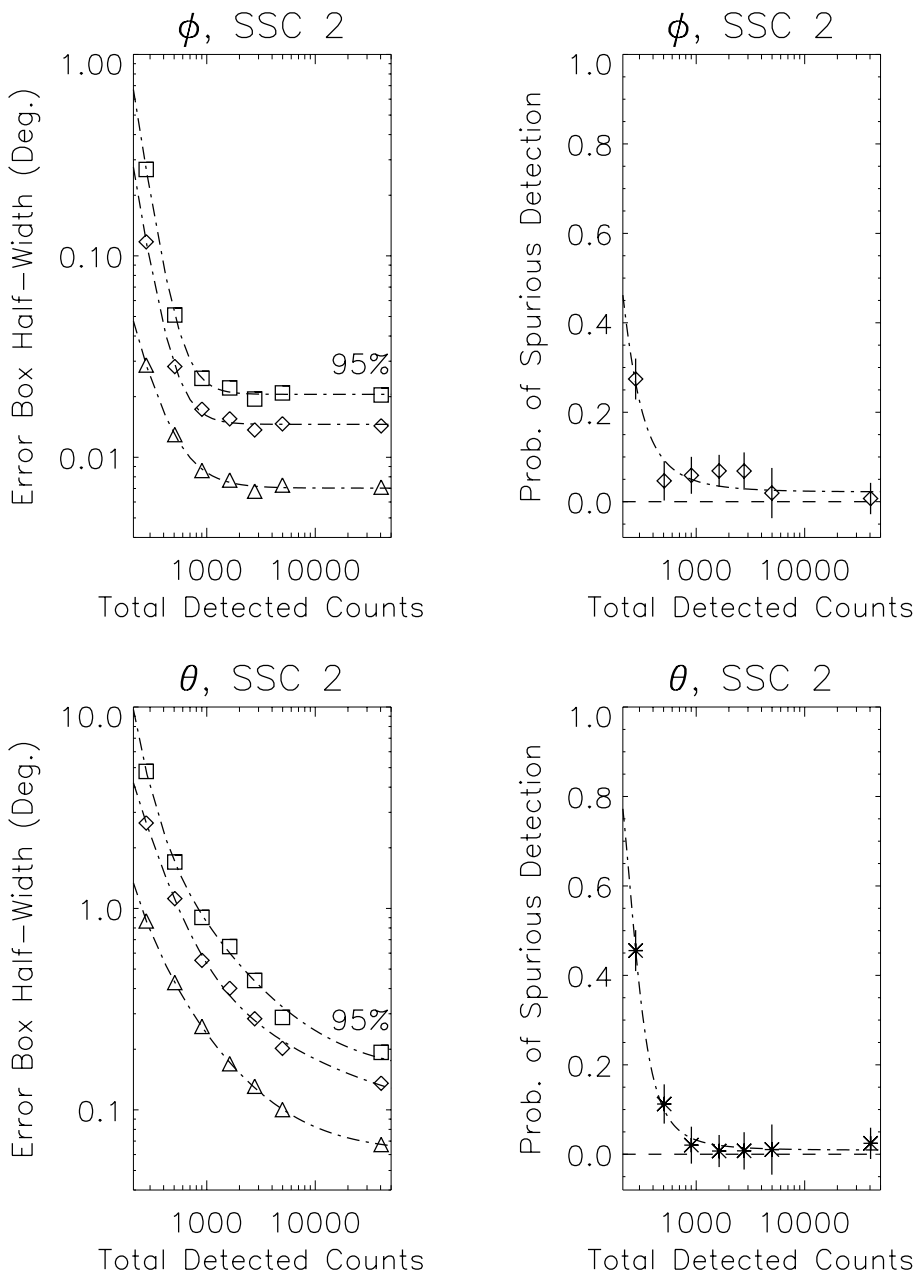 ϕ, SSC 2
Error Box Half−Width (Deg.)
1.00
0.10
0.01
95%
1000 10000
Total Detected Counts
ϕ, SSC 2
Prob. of Spurious Detection
1.0
0.8
0.6
0.4
0.2
0.0
1000 10000
Total Detected Counts
θ, SSC 2
Error Box Half−Width (Deg.)
10.0
1.0
0.1
95%
1000 10000
Total Detected Counts
θ, SSC 2
Prob. of Spurious Detection
1.0
0.8
0.6
0.4
0.2
0.0
1000 10000
Total Detected Counts